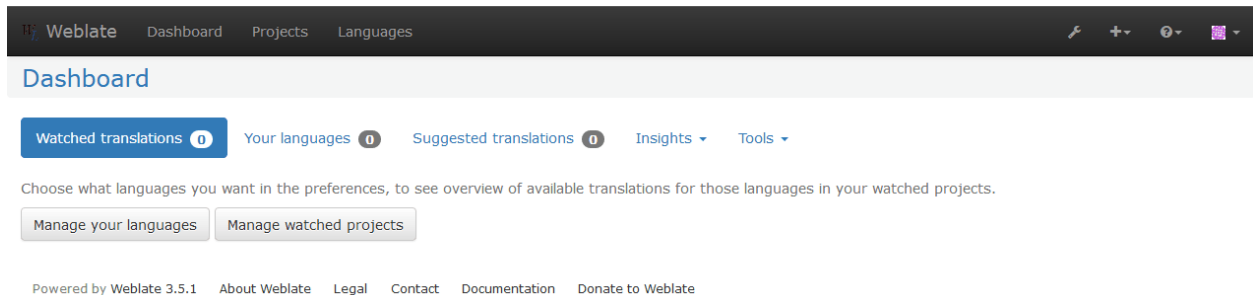 Weblate Dashboard Projects Languages
Dashboard
Watched translations 0 Your languages 0 Suggested translations 0 Insights Tools
Choose what languages you want in the preferences, to see overview of available translations for those languages in your watched projects.
Manage your languages Manage watched projects
Powered by Weblate 3.5.1 About Weblate Legal Contact Documentation Donate to Weblate